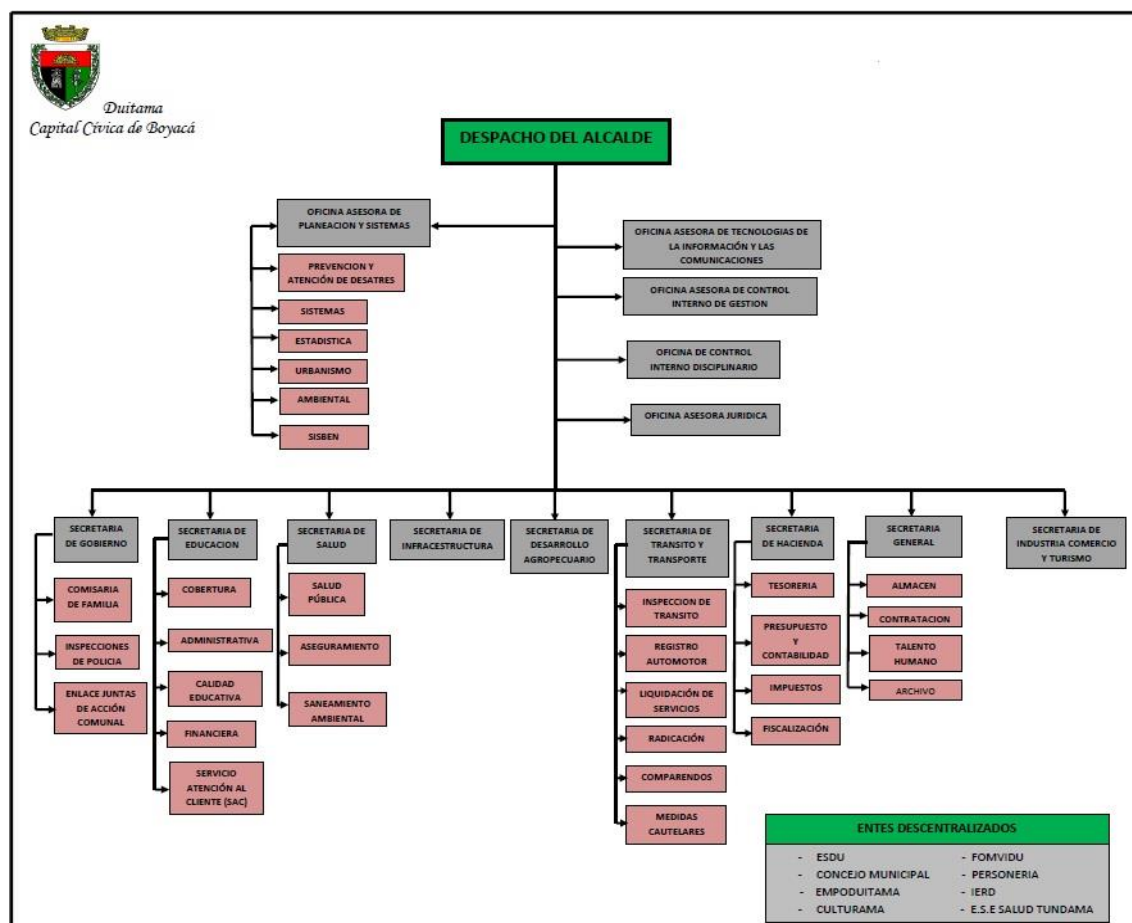 Duitama
Capital Cívica de Boyacá
DESPACHO DEL ALCALDE
OFICINA ASESORA DE
PLANEACION Y SISTEMAS
PREVENCION Y
ATENCIÓN DE DESATRES
SISTEMAS
ESTADISTICA
URBANISMO
AMBIENTAL
SISBEN
OFICINA ASESORA DE TECNOLOGIAS DE
LA INFORMACIÓN Y LAS
COMUNICACIONES
OFICINA ASESORA DE CONTROL
INTERNO DE GESTION
OFICINA DE CONTROL
INTERNO DISCIPLINARIO
OFICINA ASESORA JURIDICA
SECRETARIA
DE GOBIERNO
COMISARIA
DE FAMILIA
INSPECCIONES
DE POLICIA
ENLACE JUNTAS
DE ACCIÓN
COMUNAL
SECRETARIA DE
EDUCACION
COBERTURA
ADMINISTRATIVA
CALIDAD
EDUCATIVA
FINANCIERA
SERVICIO
ATENCIÓN AL
CLIENTE (SAC)
SECRETARIA DE
SALUD
SALUD
PÚBLICA
ASEGURAMIENTO
SANEAMIENTO
AMBIENTAL
SECRETARIA DE
INFRACESTRUCTURA
SECRETARIA DE
DESARROLLO
AGROPECUARIO
SECRETARIA DE
TRANSITO Y
TRANSPORTE
INSPECCION DE
TRANSITO
REGISTRO
AUTOMOTOR
LIQUIDACIÓN DE
SERVICIOS
RADICACIÓN
COMPARENDOS
MEDIDAS
CAUTELARES
SECRETARIA
DE HACIENDA
TESORERIA
PRESUPUESTO
Y
CONTABILIDAD
IMPUESTOS
FISCALIZACIÓN
SECRETARIA
GENERAL
ALMACEN
CONTRATACION
TALENTO
HUMANO
ARCHIVO
SECRETARIA DE
INDUSTRIA COMERCIO
Y TURISMO
ENTES DESCENTRALIZADOS
- ESDU
- CONCEJO MUNICIPAL
- EMPODUITAMA
- CULTURAMA
- FOMVIDU
- PERSONERIA
- IERD
- E.S.E SALUD TUNDAMA